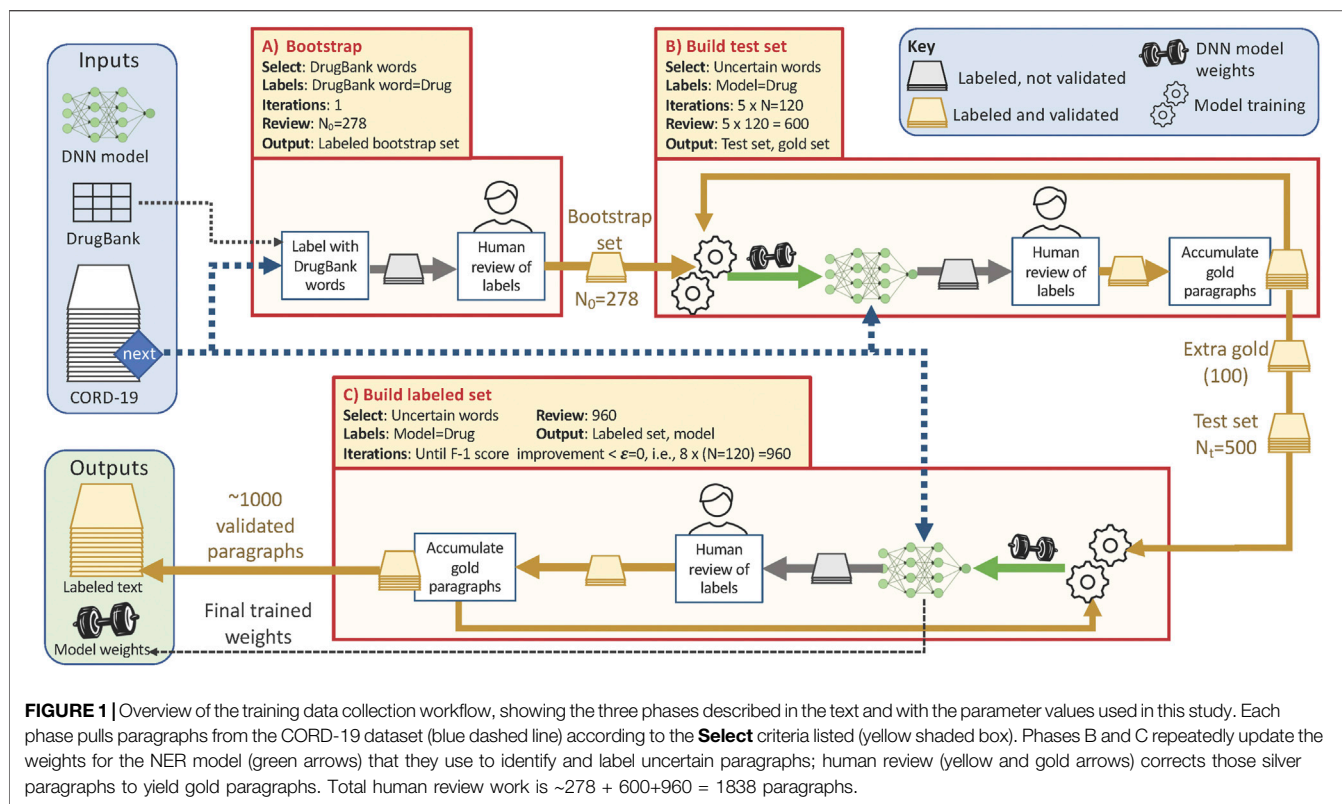 Inputs
DNN model
DrugBank
next
CORD-19
A) Bootstrap
Select: DrugBank words
Labels: DrugBank word=Drug
Iterations: 1
Review: N₀=278
Output: Labeled bootstrap set
Label with
DrugBank
words
Human
review of
labels
Bootstrap
set
N₀=278
B) Build test set
Select: Uncertain words
Labels: Model=Drug
Iterations: 5 x N=120
Review: 5 x 120 = 600
Output: Test set, gold set
Human
review of
labels
Accumulate
gold
paragraphs
Key
Labeled, not validated
Labeled and validated
DNN model
weights
Model training
Extra gold
(100)
Test set
Nₜ=500
C) Build labeled set
Select: Uncertain words Review: 960
Labels: Model=Drug Output: Labeled set, model
Iterations: Until F-1 score improvement < ε=0, i.e., 8 x (N=120) =960
Accumulate
gold
paragraphs
Human
review of
labels
Outputs
Labeled text
Model weights
~1000
validated
paragraphs
Final trained
weights
FIGURE 1 | Overview of the training data collection workflow, showing the three phases described in the text and with the parameter values used in this study. Each
phase pulls paragraphs from the CORD-19 dataset (blue dashed line) according to the Select criteria listed (yellow shaded box). Phases B and C repeatedly update the
weights for the NER model (green arrows) that they use to identify and label uncertain paragraphs; human review (yellow and gold arrows) corrects those silver
paragraphs to yield gold paragraphs. Total human review work is ~278 + 600+960 = 1838 paragraphs.